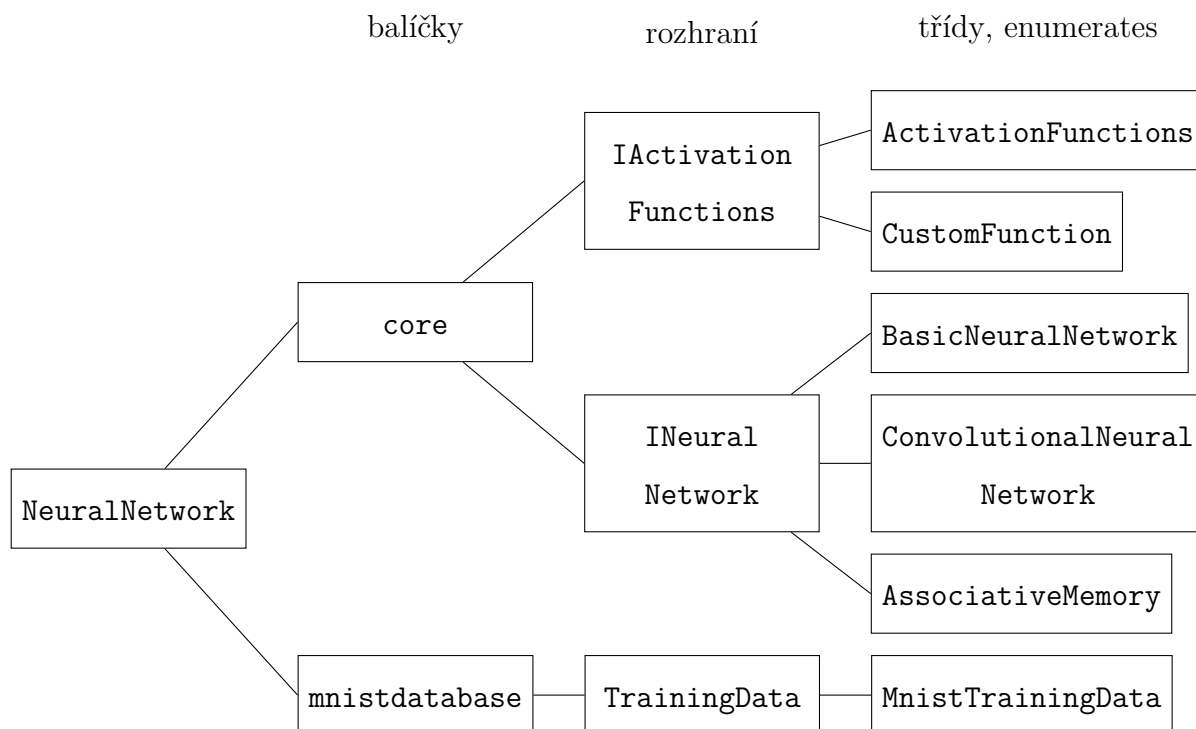 balíčky
rozhraní
třídy, enumerates
ActivationFunctions
IActivation
Functions
CustomFunction
core
BasicNeuralNetwork
INeural
Network
ConvolutionalNeural
Network
NeuralNetwork
AssociativeMemory
mnistdatabase
TrainingData
MnistTrainingData